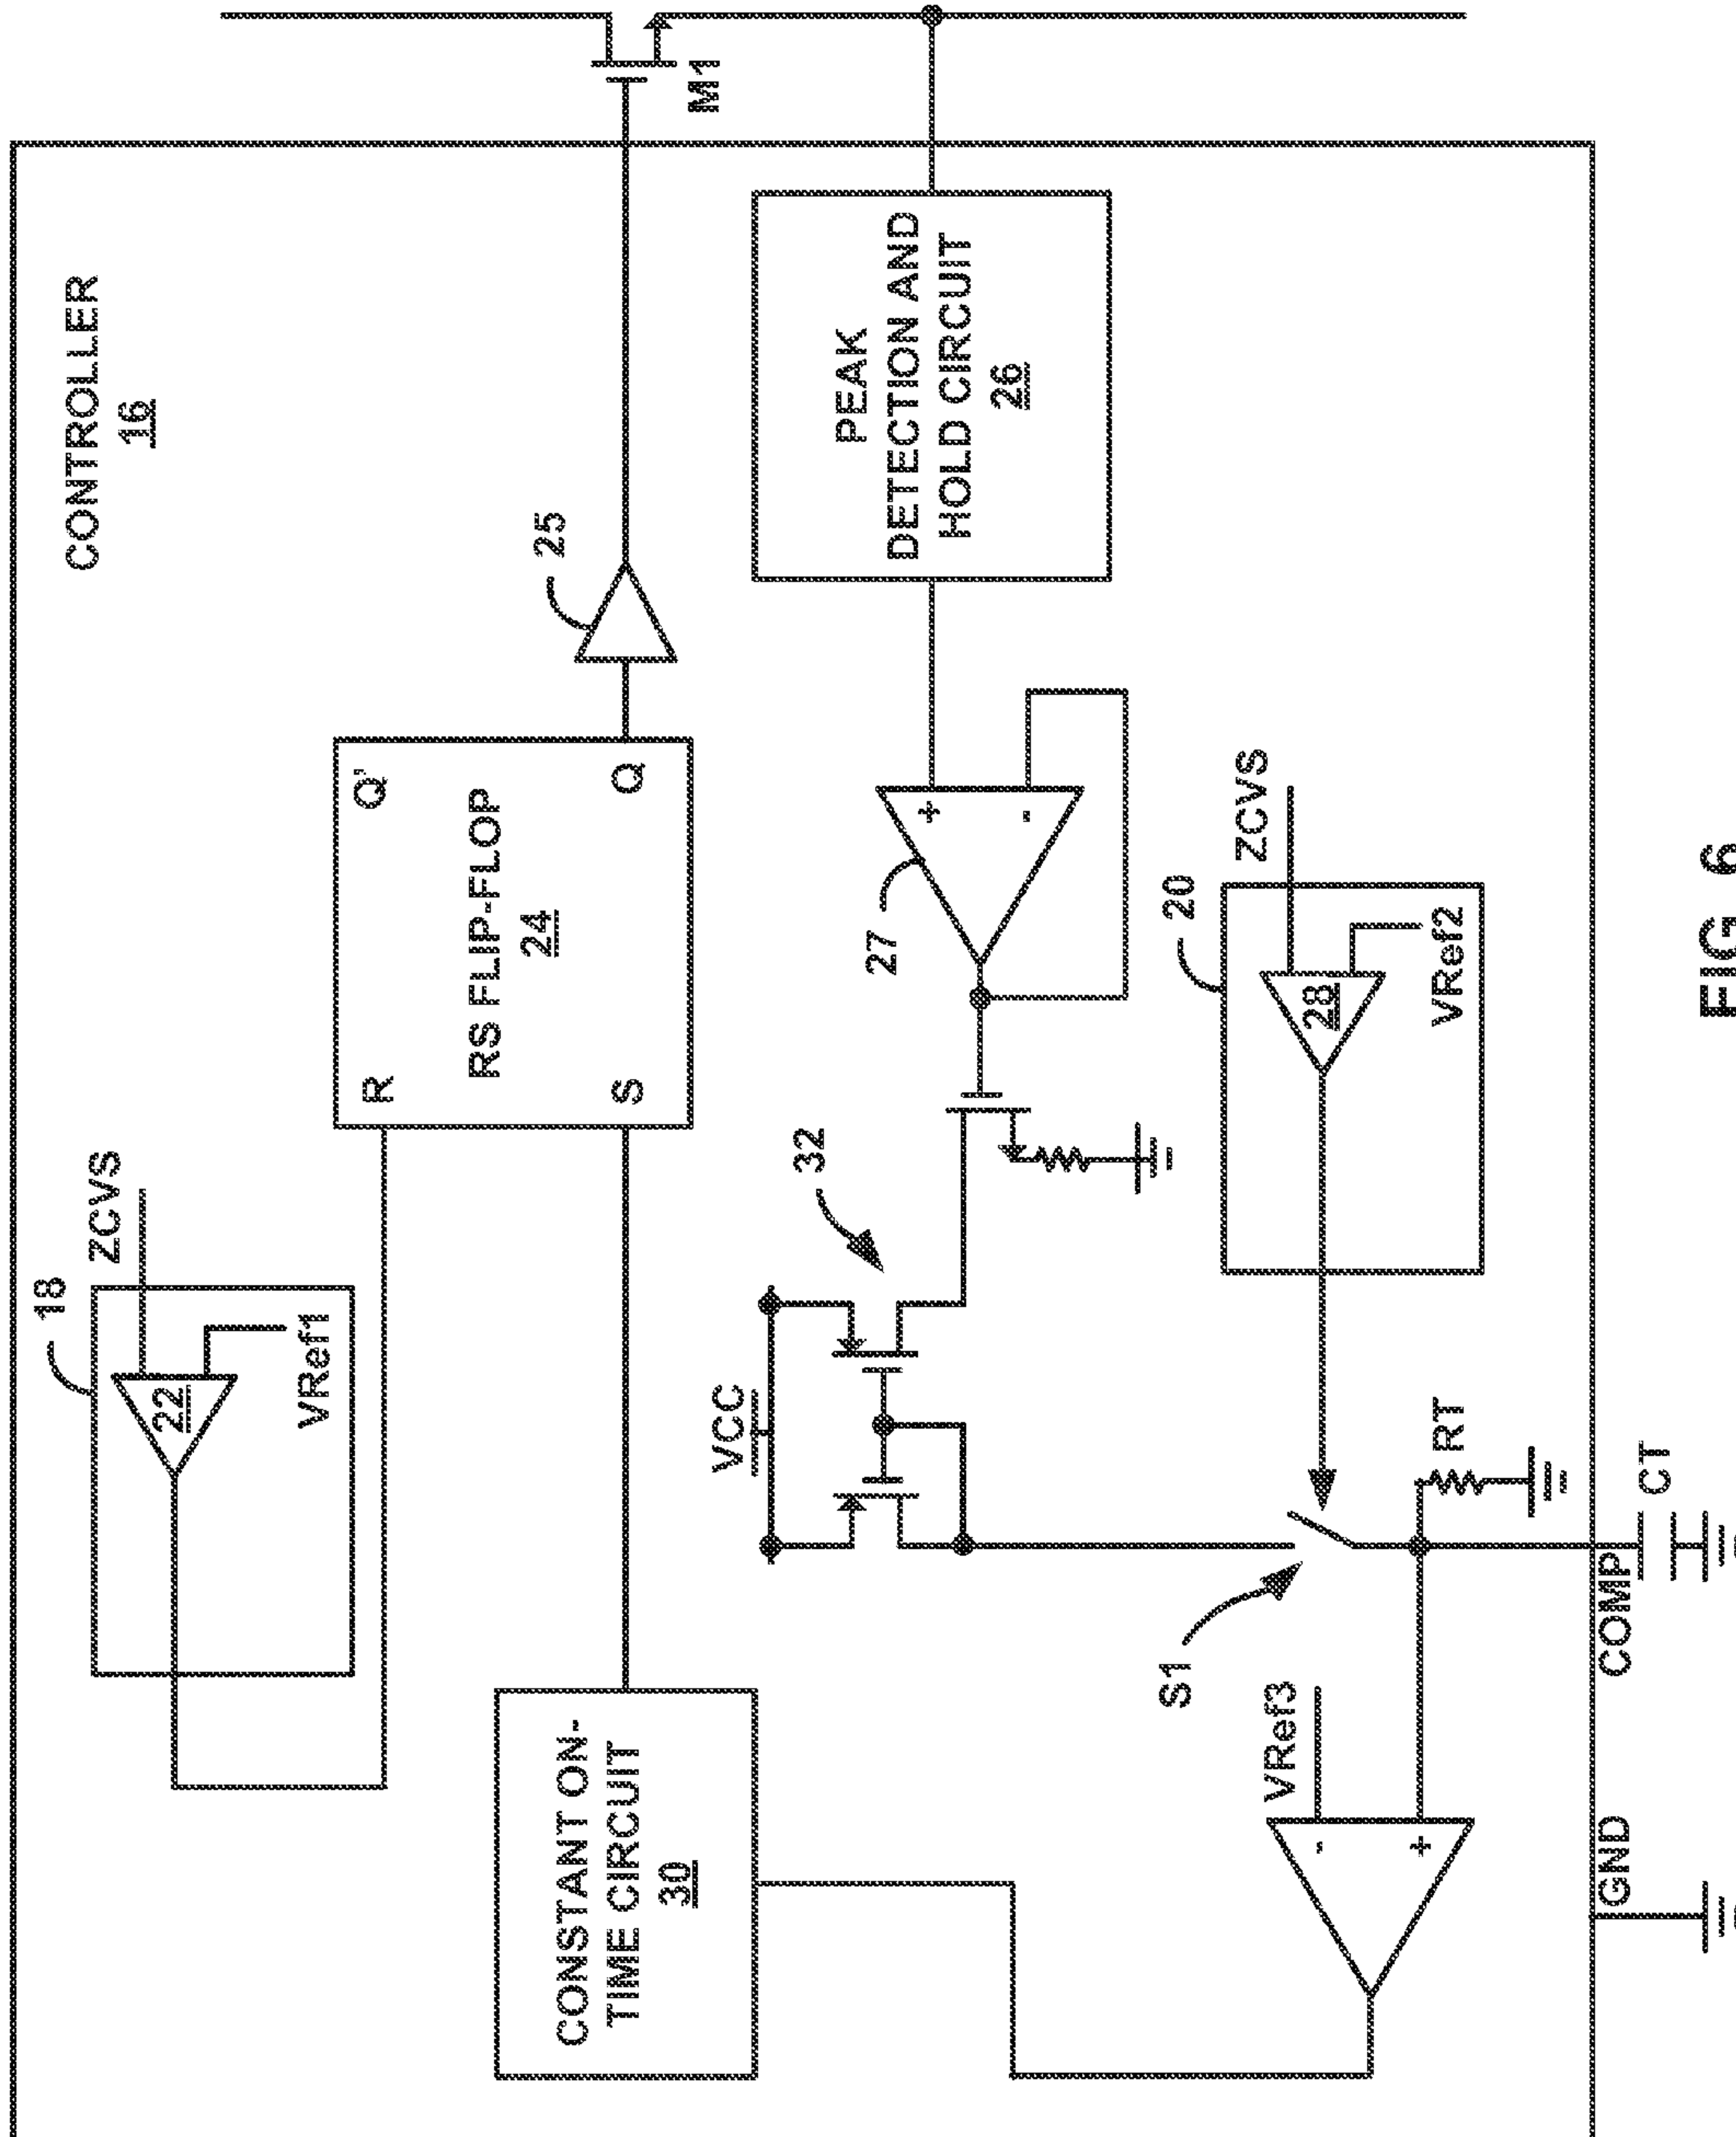 CONTROLLER
16
18
ZCVS
22
VRef1
R
Q'
RS FLIP-FLOP
24
S
Q
25
M1
CONSTANT ON-
TIME CIRCUIT
30
VCC
32
27
+
-
PEAK
DETECTION AND
HOLD CIRCUIT
26
20
ZCVS
28
VRef2
S1
VRef3
-
+
RT
GND
COMP
CT
FIG. 6